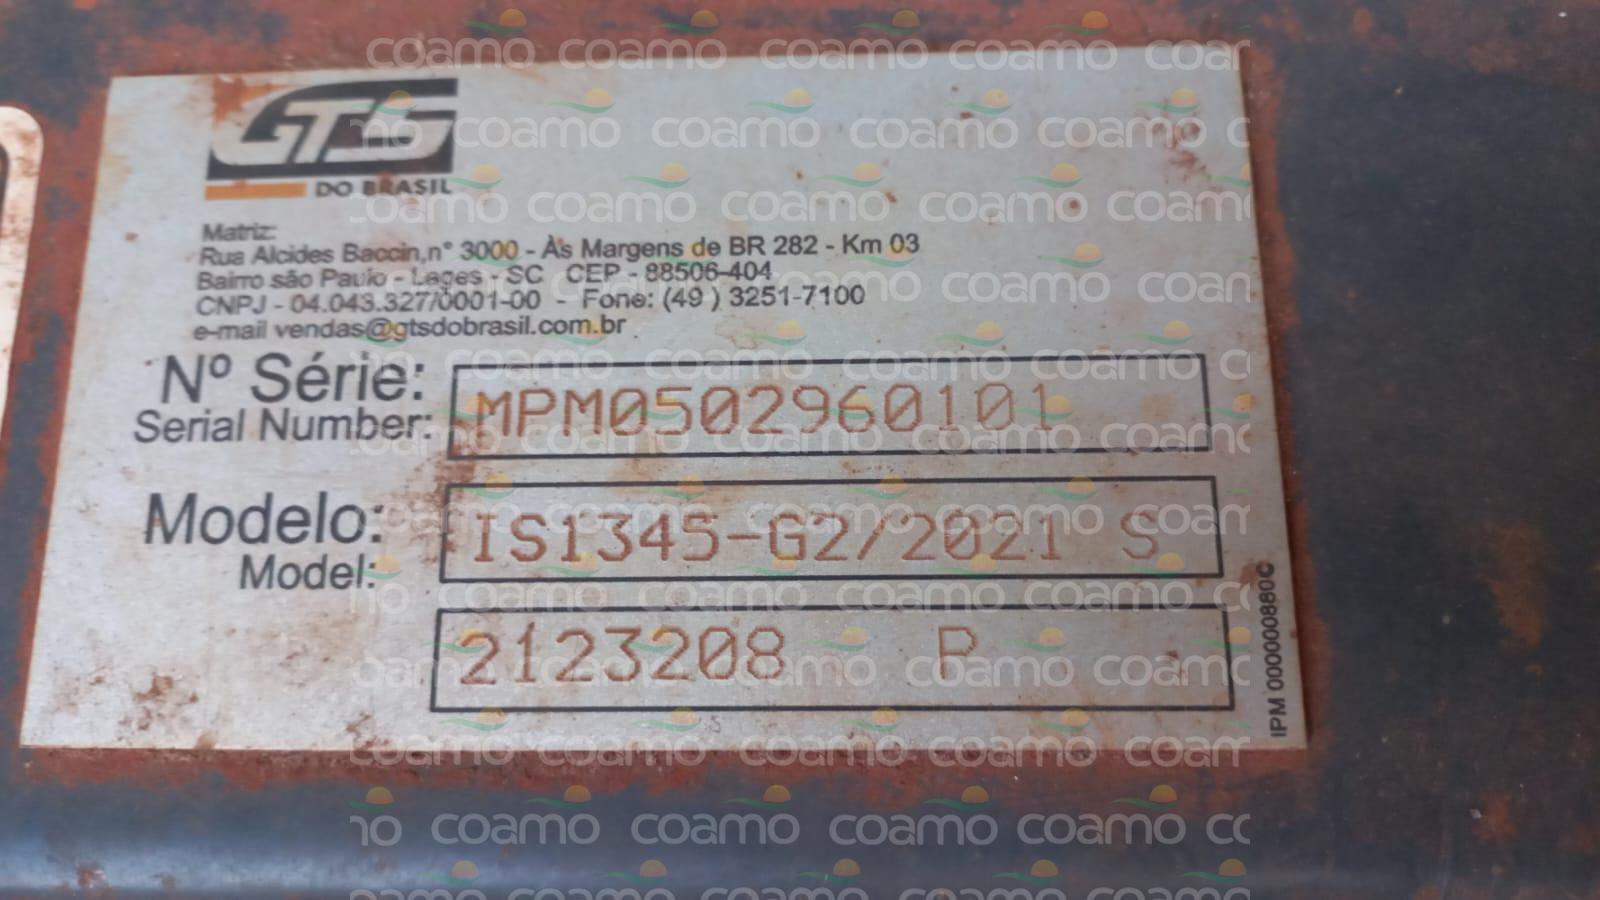 GTS
DO BRASIL
Matriz:
Rua Alcides Baccin,n° 3000 - Às Margens de BR 282 - Km 03
Bairro são Paulo - Lages - SC CEP - 88506-404
CNPJ - 04.043.327/0001-00 - Fone: (49 ) 3251-7100
e-mail vendas@gtsdobrasil.com.br
Nº Série: MPM0502960101
Serial Number:
Modelo: IS1345-G2/2021 S
Model:
2123208 P
IPM 00000880C
coamo